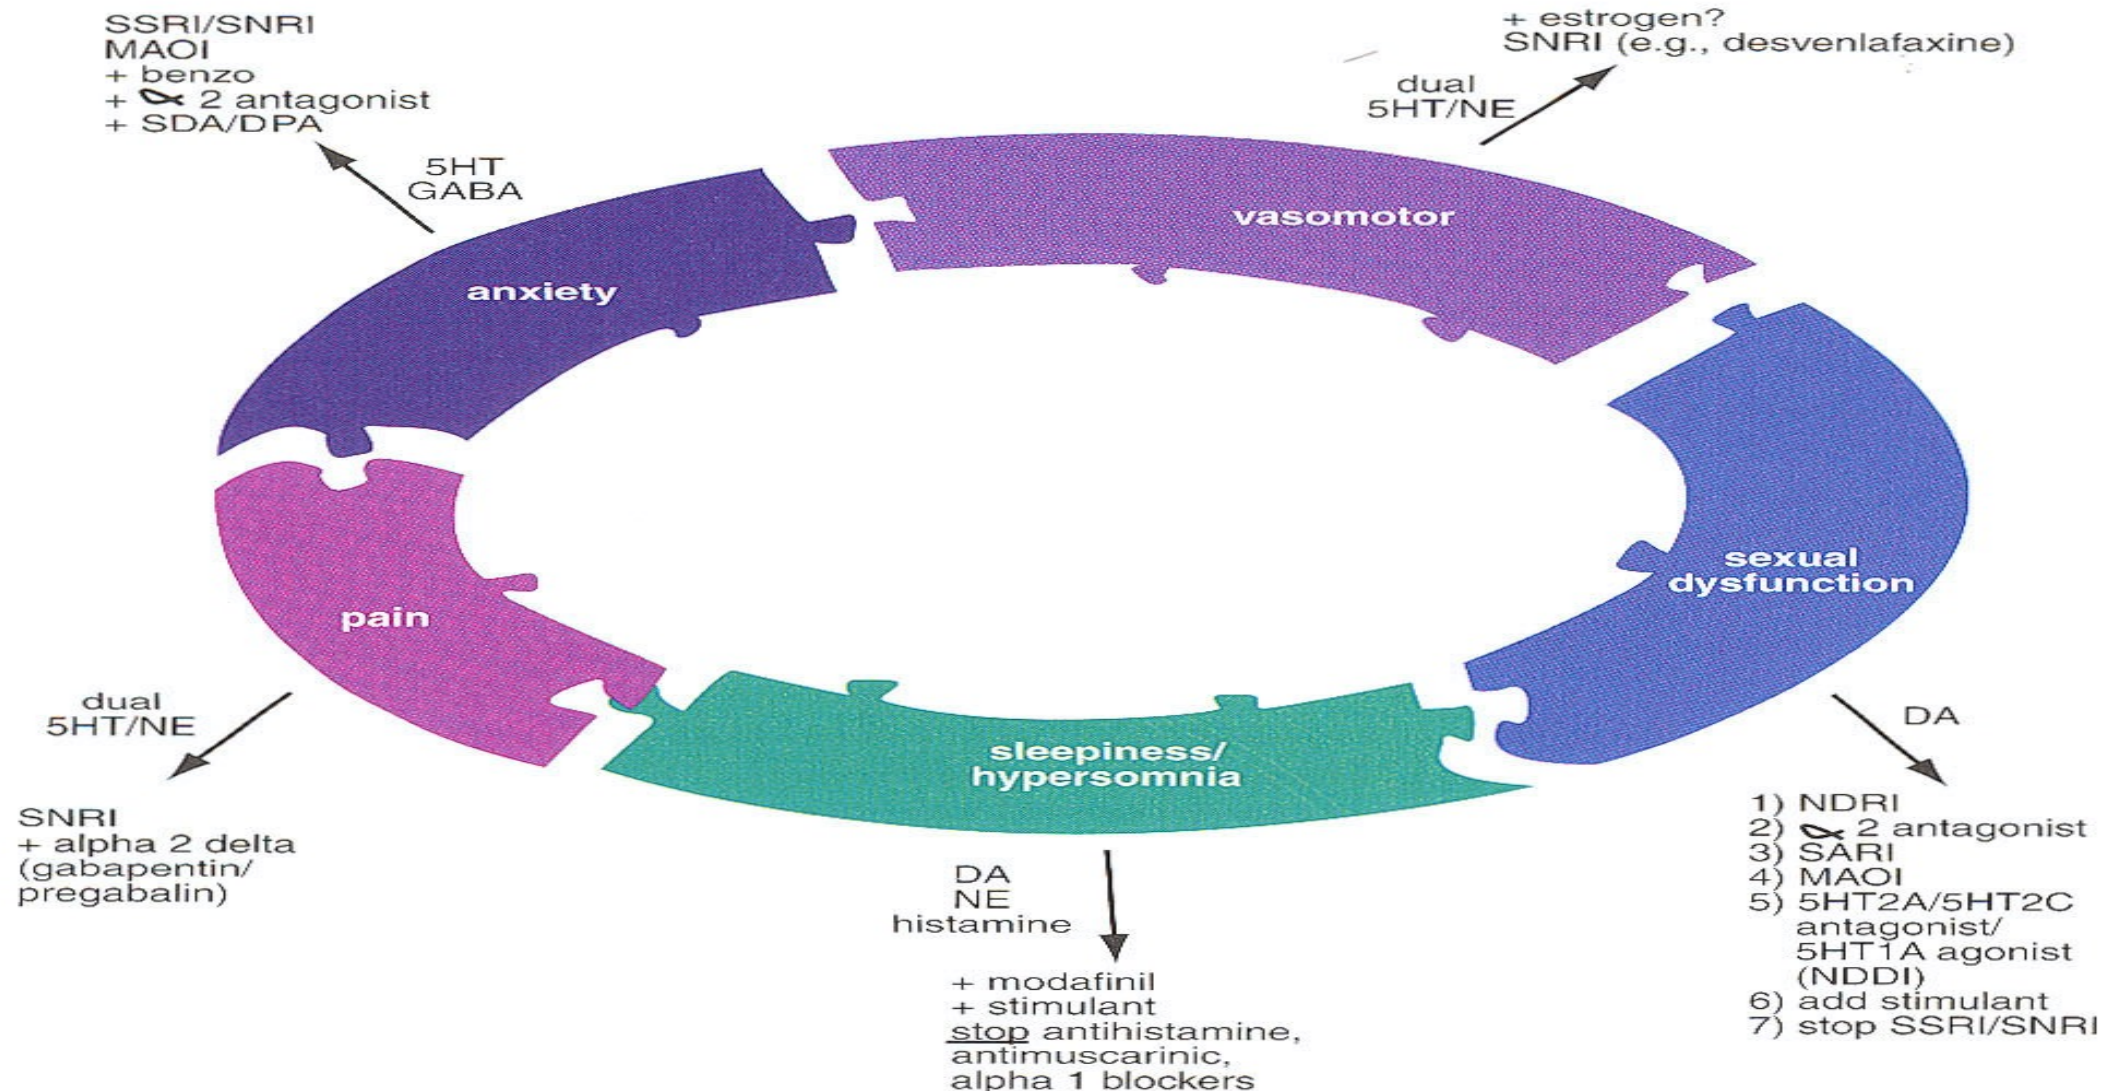 SSRI/SNRI
MAOI
+ benzo
+ α 2 antagonist
+ SDA/DPA
5HT
GABA
anxiety
+ estrogen?
SNRI (e.g., desvenlafaxine)
dual
5HT/NE
vasomotor
sexual
dysfunction
DA
1) NDRI
2) α 2 antagonist
3) SARI
4) MAOI
5) 5HT2A/5HT2C
antagonist/
5HT1A agonist
(NDDI)
6) add stimulant
7) stop SSRI/SNRI
sleepiness/
hypersomnia
DA
NE
histamine
+ modafinil
+ stimulant
stop antihistamine,
antimuscarinic,
alpha 1 blockers
pain
dual
5HT/NE
SNRI
+ alpha 2 delta
(gabapentin/
pregabalin)